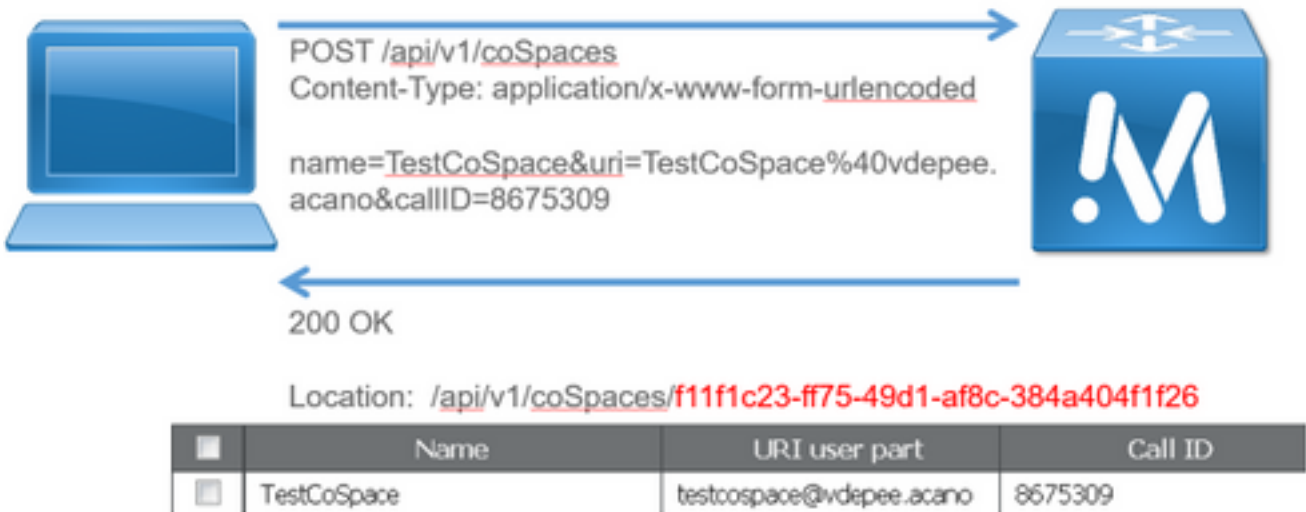 POST /api/v1/coSpaces
Content-Type: application/x-www-form-urlencoded
name=TestCoSpace&uri=TestCoSpace%40vdepee.
acano&callID=8675309
200 OK
Location: /api/v1/coSpaces/f11f1c23-ff75-49d1-af8c-384a404f1f26
Name URI user part Call ID
TestCoSpace testcospace@vdepee.acano 8675309